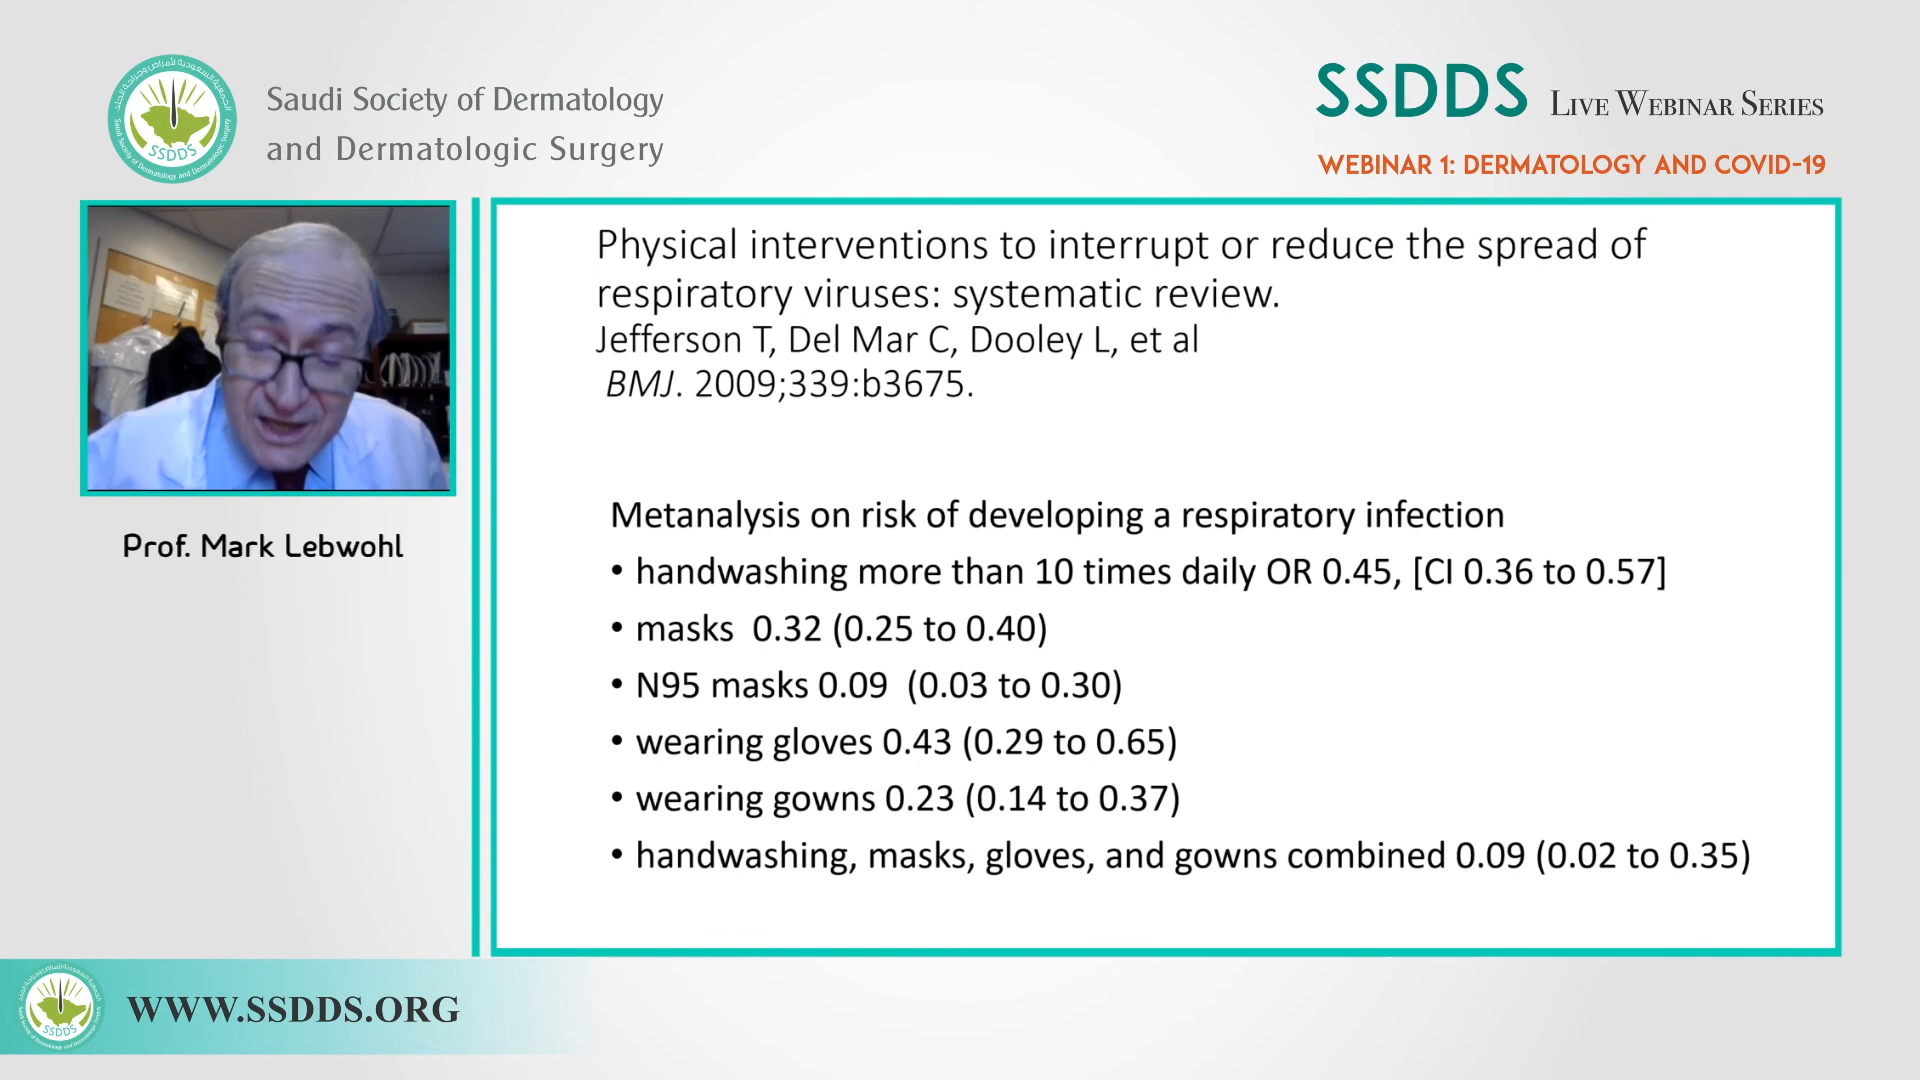 Saudi Society of Dermatology
and Dermatologic Surgery
SSDDS
SSDDS LIVE WEBINAR SERIES
WEBINAR 1: DERMATOLOGY AND COVID-19
Prof. Mark Lebwohl
Physical interventions to interrupt or reduce the spread of
respiratory viruses: systematic review.
Jefferson T, Del Mar C, Dooley L, et al
BMJ. 2009;339:b3675.
Metanalysis on risk of developing a respiratory infection
• handwashing more than 10 times daily OR 0.45, [CI 0.36 to 0.57]
• masks 0.32 (0.25 to 0.40)
• N95 masks 0.09 (0.03 to 0.30)
• wearing gloves 0.43 (0.29 to 0.65)
• wearing gowns 0.23 (0.14 to 0.37)
• handwashing, masks, gloves, and gowns combined 0.09 (0.02 to 0.35)
SSDDS
WWW.SSDDS.ORG